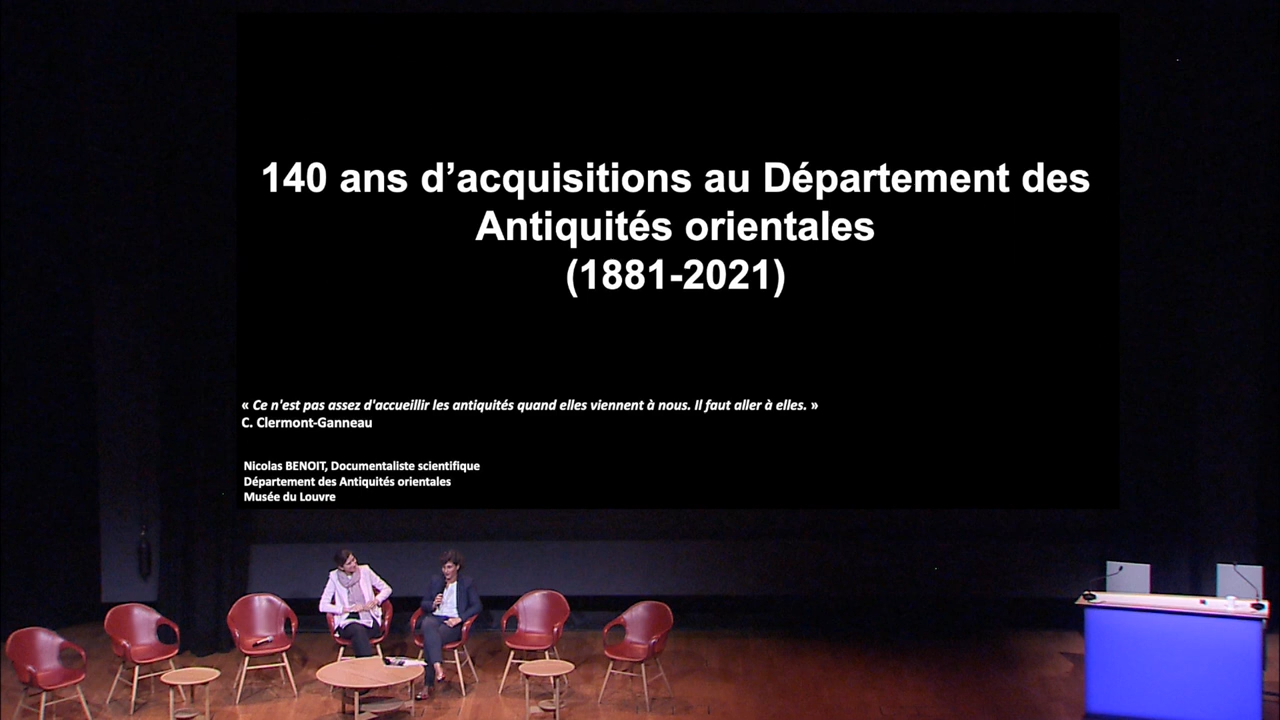 140 ans d’acquisitions au Département des
Antiquités orientales
(1881-2021)
« Ce n'est pas assez d'accueillir les antiquités quand elles viennent à nous. Il faut aller à elles. »
C. Clermont-Ganneau
Nicolas BENOIT, Documentaliste scientifique
Département des Antiquités orientales
Musée du Louvre